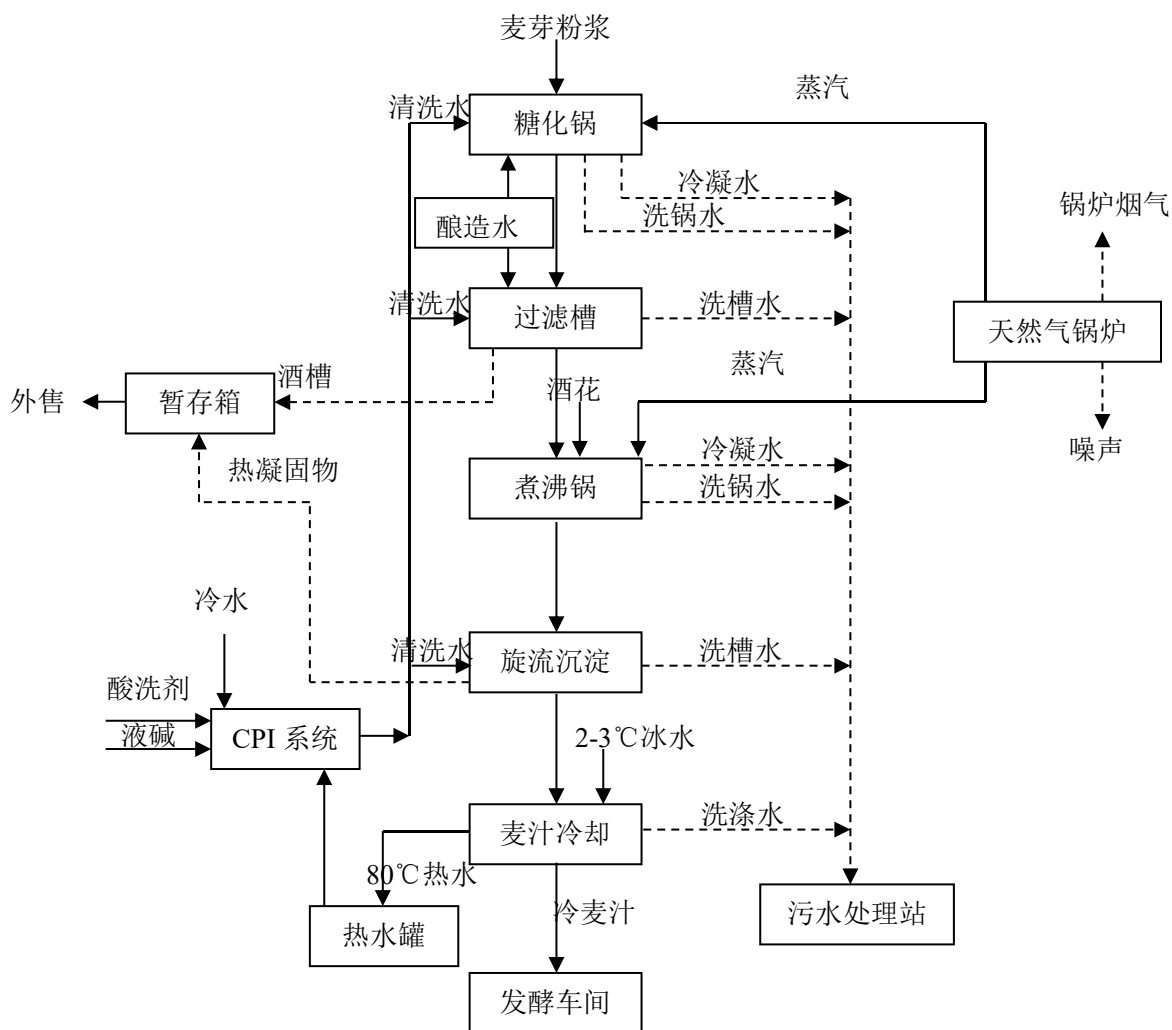 麦芽粉浆
蒸汽
清洗水
糖化锅
冷凝水
锅炉烟气
洗锅水
酿造水
清洗水
过滤槽
洗槽水
天然气锅炉
蒸汽
酒槽
酒花
外售
暂存箱
噪声
热凝固物
冷凝水
煮沸锅
洗锅水
冷水
清洗水
旋流沉淀
洗槽水
酸洗剂
液碱
CPI 系统
2-3℃冰水
麦汁冷却
洗涤水
80℃热水
冷麦汁
污水处理站
热水罐
发酵车间